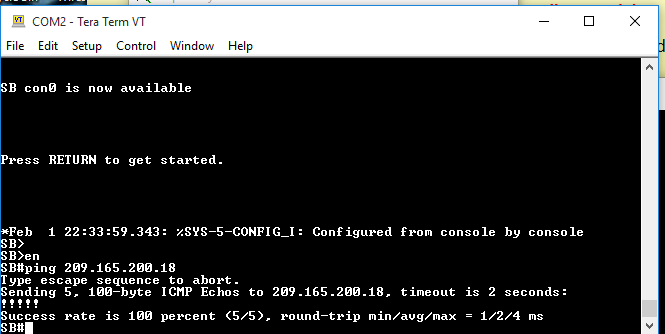 COM2 - Tera Term VT
File Edit Setup Control Window Help
SB con0 is now available
Press RETURN to get started.
*Feb  1 22:33:59.343: %SYS-5-CONFIG_I: Configured from console by console
SB>
SB>en
SB#ping 209.165.200.18
Type escape sequence to abort.
Sending 5, 100-byte ICMP Echos to 209.165.200.18, timeout is 2 seconds:
!!!!!
Success rate is 100 percent (5/5), round-trip min/avg/max = 1/2/4 ms
SB#